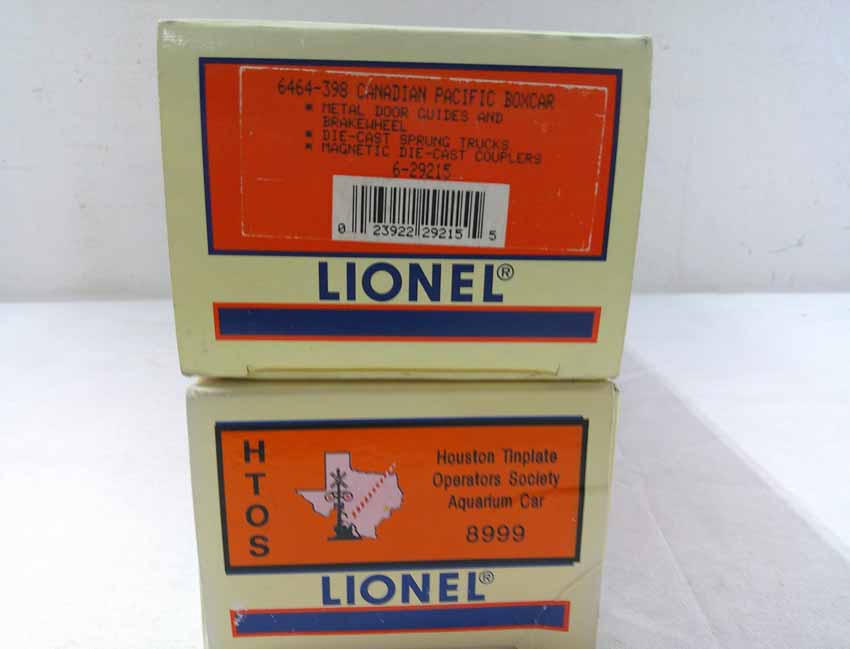 6464-398 CANADIAN PACIFIC BOXCAR
* METAL DOOR GUIDES AND
BRAKEWHEEL
* DIE-CAST SPRUNG TRUCKS
* MAGNETIC DIE-CAST COUPLERS
6-29215
0 23922 29215 5
LIONEL®
HTOS
Houston Tinplate
Operators Society
Aquarium Car
8999
LIONEL®